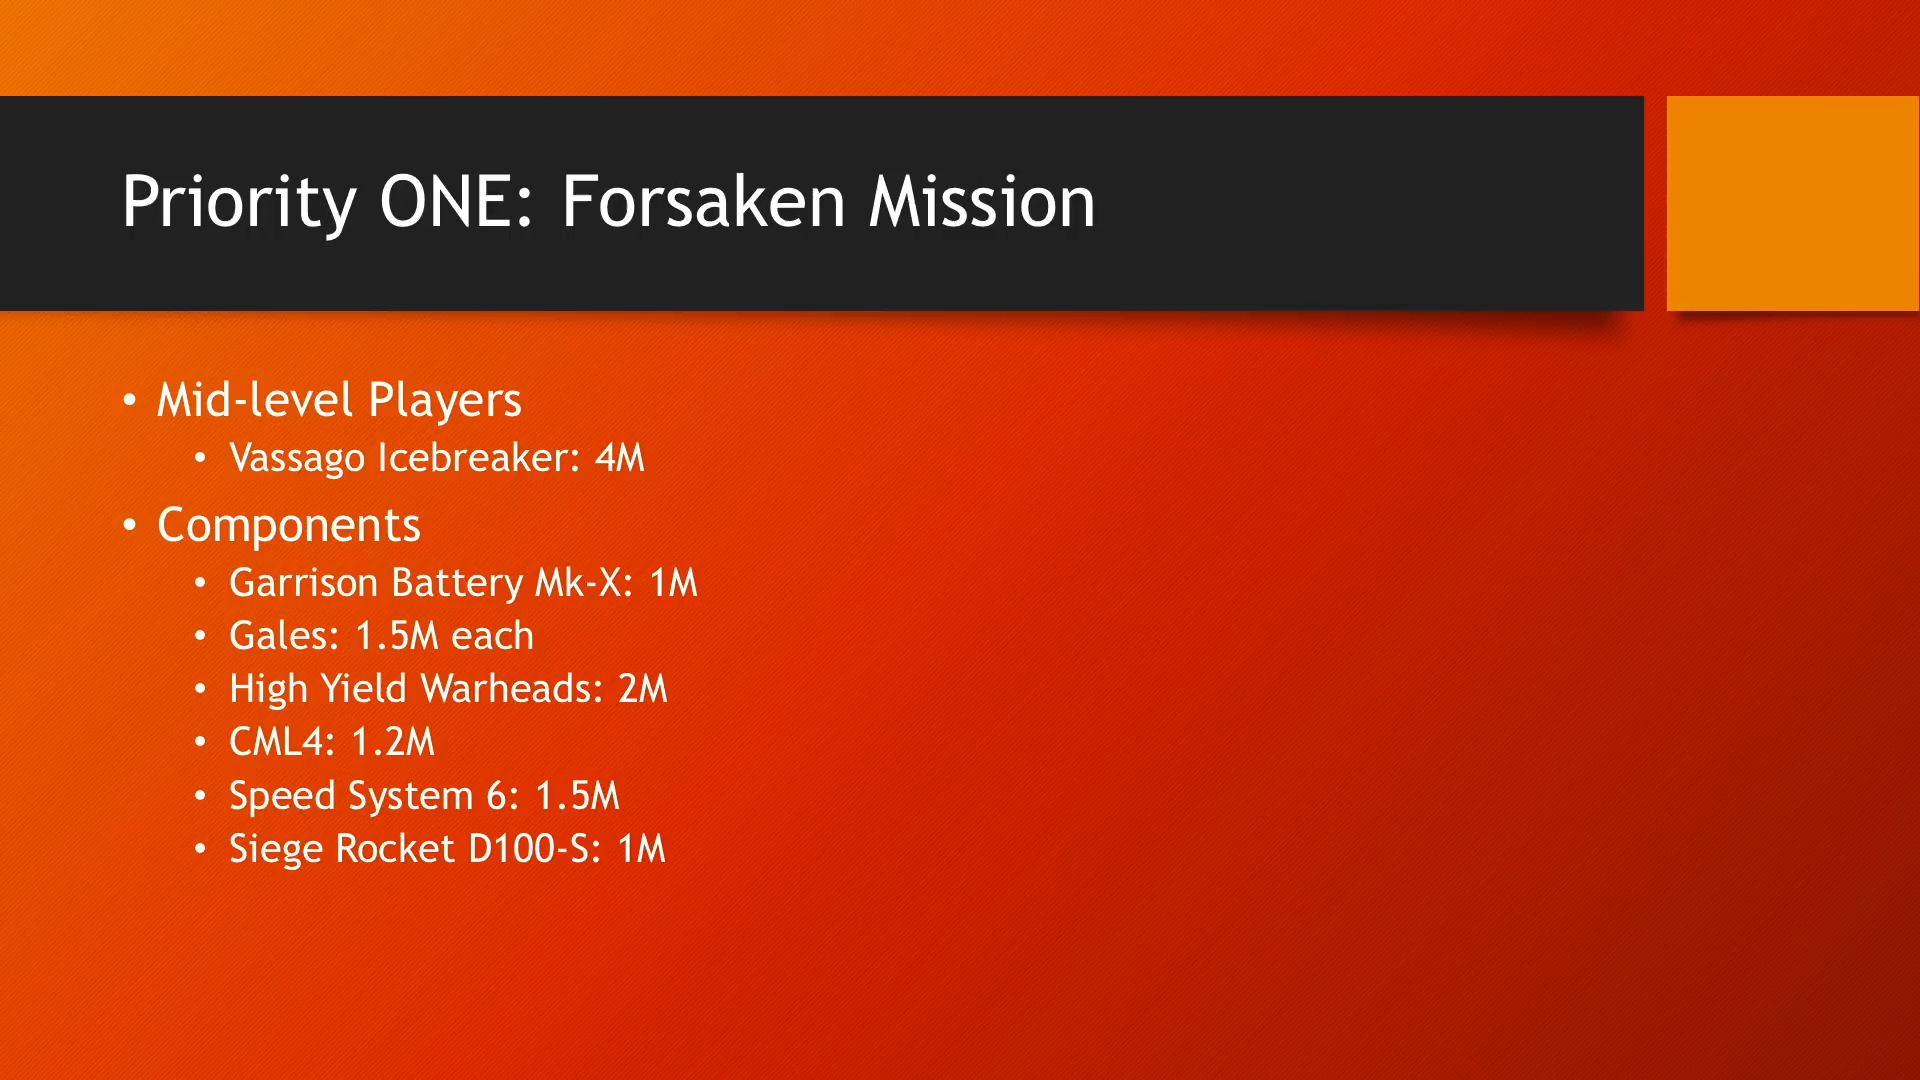 Priority ONE: Forsaken Mission
• Mid-level Players
• Vassago Icebreaker: 4M
• Components
• Garrison Battery Mk-X: 1M
• Gales: 1.5M each
• High Yield Warheads: 2M
• CML4: 1.2M
• Speed System 6: 1.5M
• Siege Rocket D100-S: 1M